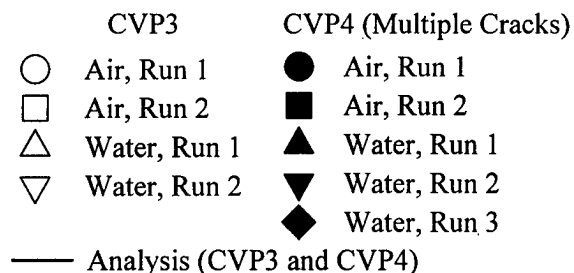 CVP3 CVP4 (Multiple Cracks)
Air, Run 1 Air, Run 1
Air, Run 2 Air, Run 2
Water, Run 1 Water, Run 1
Water, Run 2 Water, Run 2
Water, Run 3
Analysis (CVP3 and CVP4)